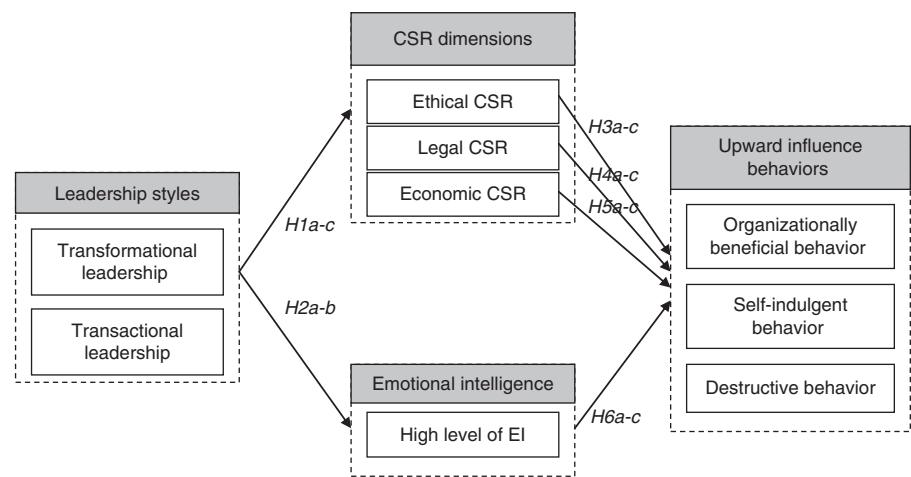 CSR dimensions
Ethical CSR
Legal CSR
Economic CSR
H3a-c
H4a-c
H5a-c
Upward influence
behaviors
Organizationally
beneficial behavior
Self-indulgent
behavior
Destructive behavior
Leadership styles
Transformational
leadership
Transactional
leadership
H1a-c
H2a-b
Emotional intelligence
High level of EI
H6a-c